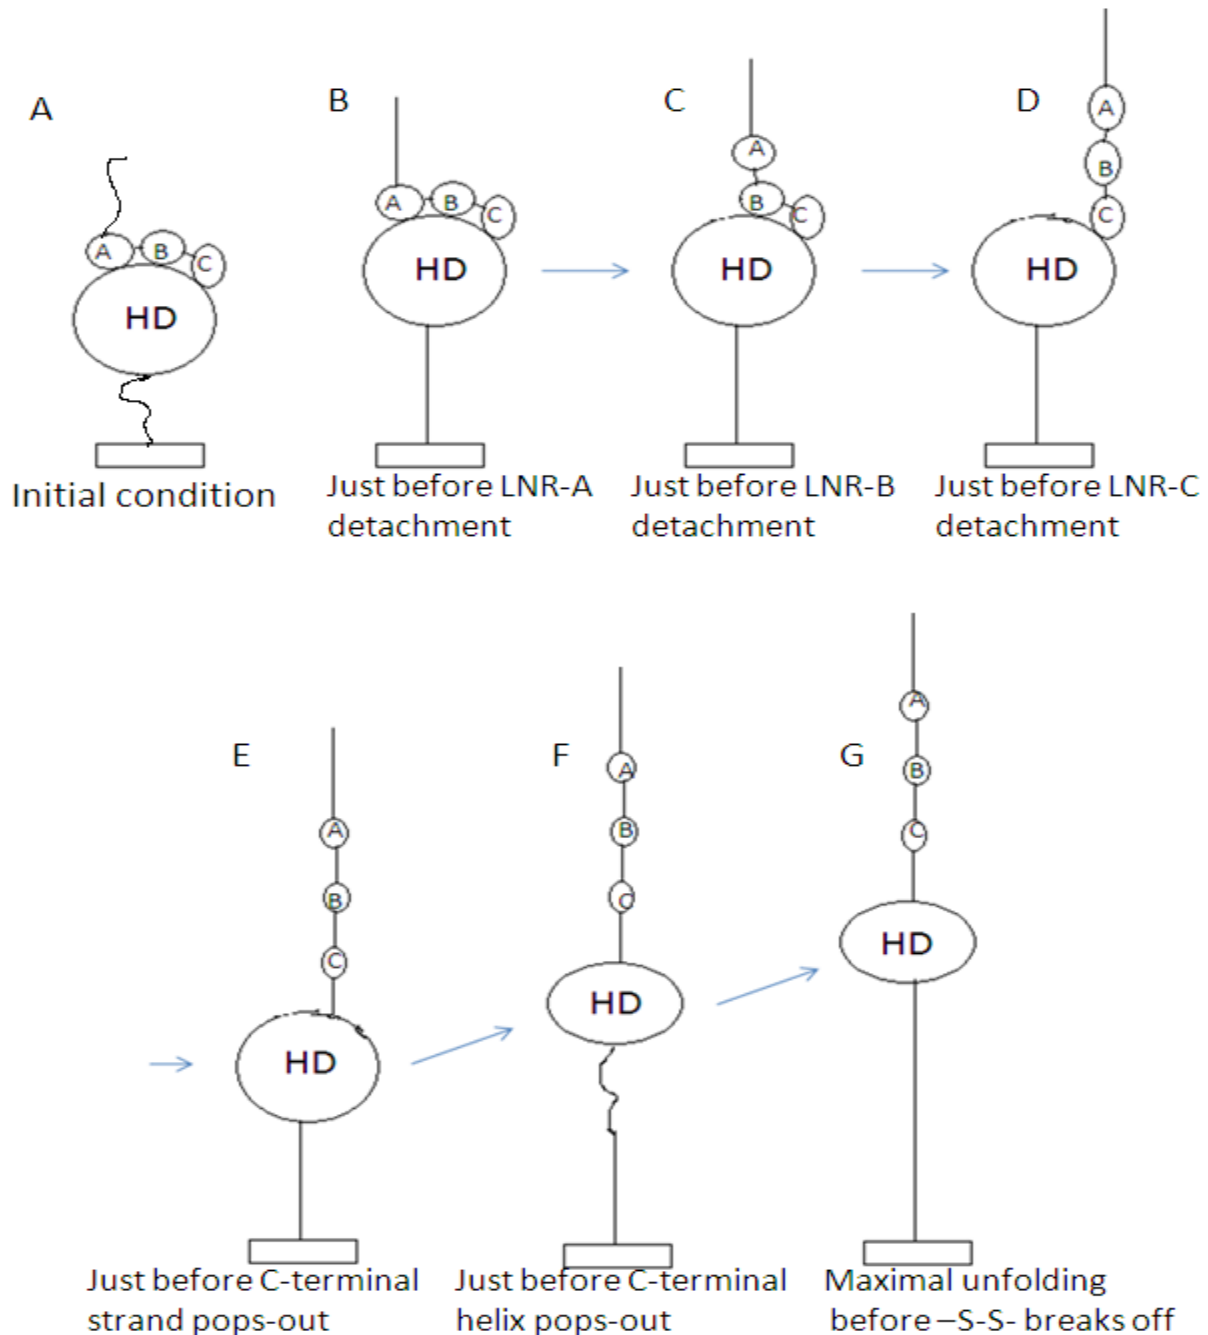 A
B
C
D
A B C
HD
Initial condition
A B C
HD
Just before LNR-A
detachment
A
B C
HD
Just before LNR-B
detachment
A
B
C
HD
Just before LNR-C
detachment
E
F
G
A
B
C
HD
Just before C-terminal
strand pops-out
A
B
C
HD
Just before C-terminal
helix pops-out
A
B
C
HD
Maximal unfolding
before –S-S- breaks off